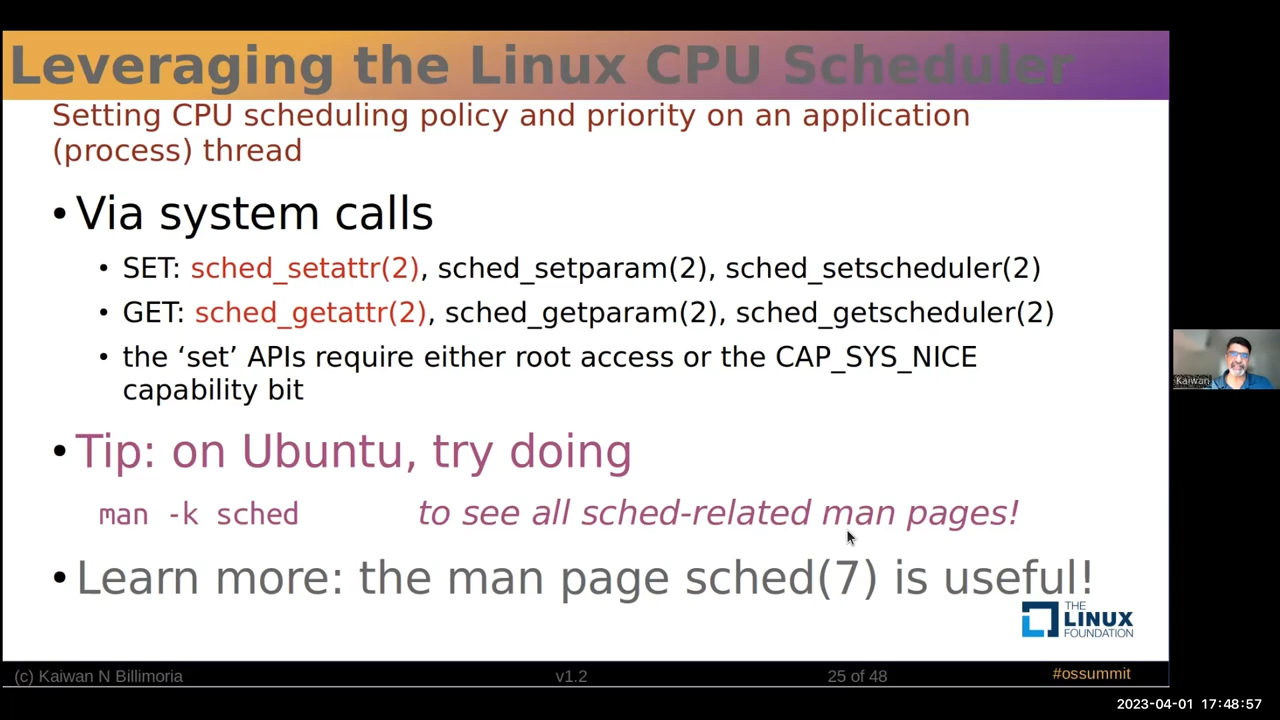 Leveraging the Linux CPU Scheduler
Setting CPU scheduling policy and priority on an application
(process) thread
• Via system calls
• SET: sched_setattr(2), sched_setparam(2), sched_setscheduler(2)
• GET: sched_getattr(2), sched_getparam(2), sched_getscheduler(2)
• the ‘set’ APIs require either root access or the CAP_SYS_NICE
capability bit
Kaiwan
• Tip: on Ubuntu, try doing
man -k sched to see all sched-related man pages!
• Learn more: the man page sched(7) is useful!
THE
LINUX
FOUNDATION
(c) Kaiwan N Billimoria v1.2 25 of 48 #ossummit
2023-04-01 17:48:57